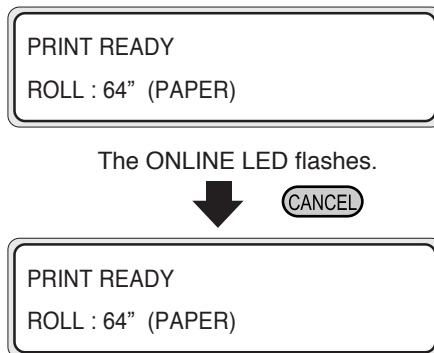 PRINT READY
ROLL : 64” (PAPER)
The ONLINE LED flashes.
CANCEL
PRINT READY
ROLL : 64” (PAPER)